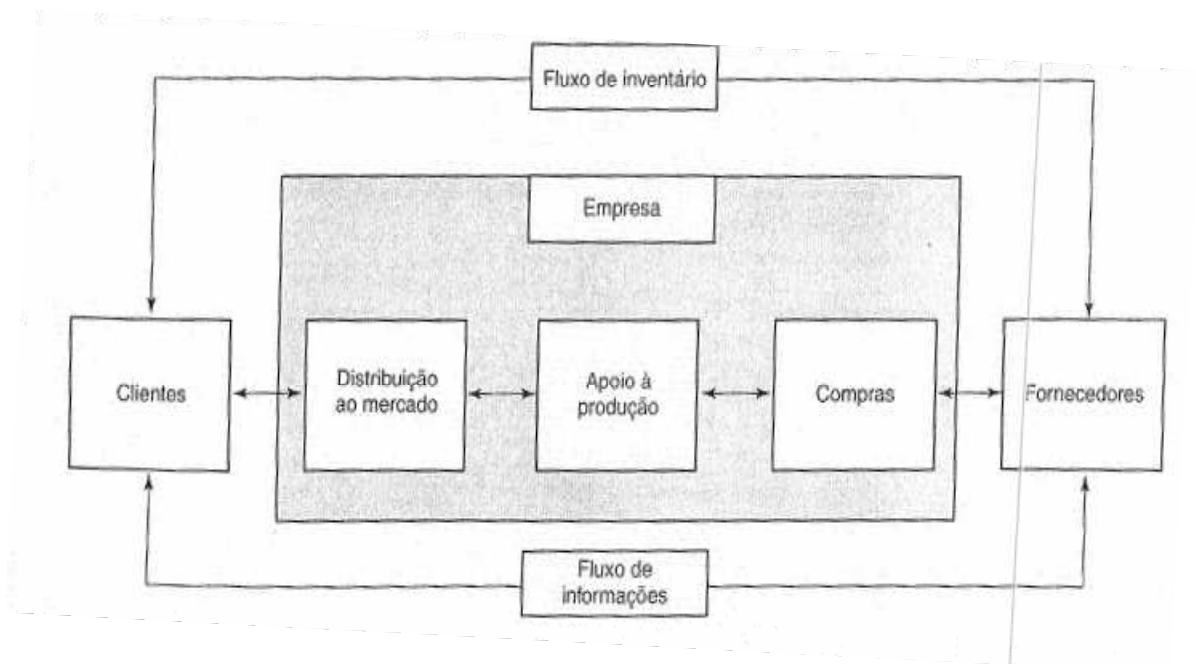 Fluxo de inventário
Empresa
Clientes
Distribuição
ao mercado
Apoio à
produção
Compras
Fornecedores
Fluxo de
informações